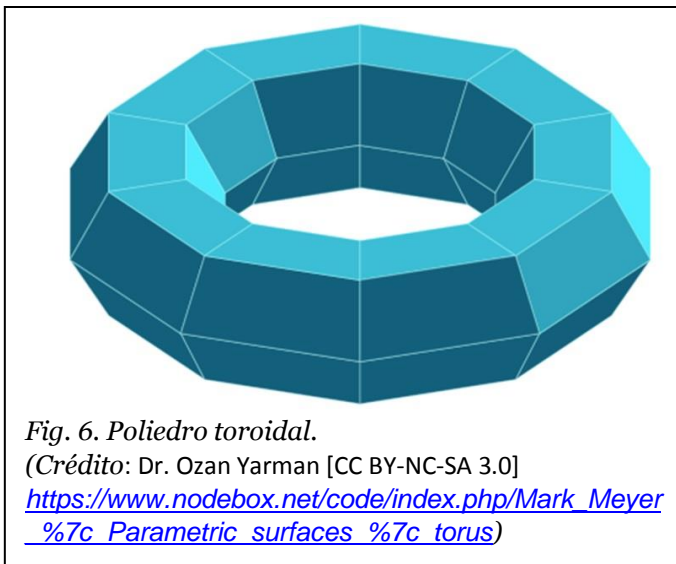 Fig. 6. Poliedro toroidal.
(Crédito: Dr. Ozan Yarman [CC BY-NC-SA 3.0]
https://www.nodebox.net/code/index.php/Mark_Meyer
_%7c_Parametric_surfaces_%7c_torus)